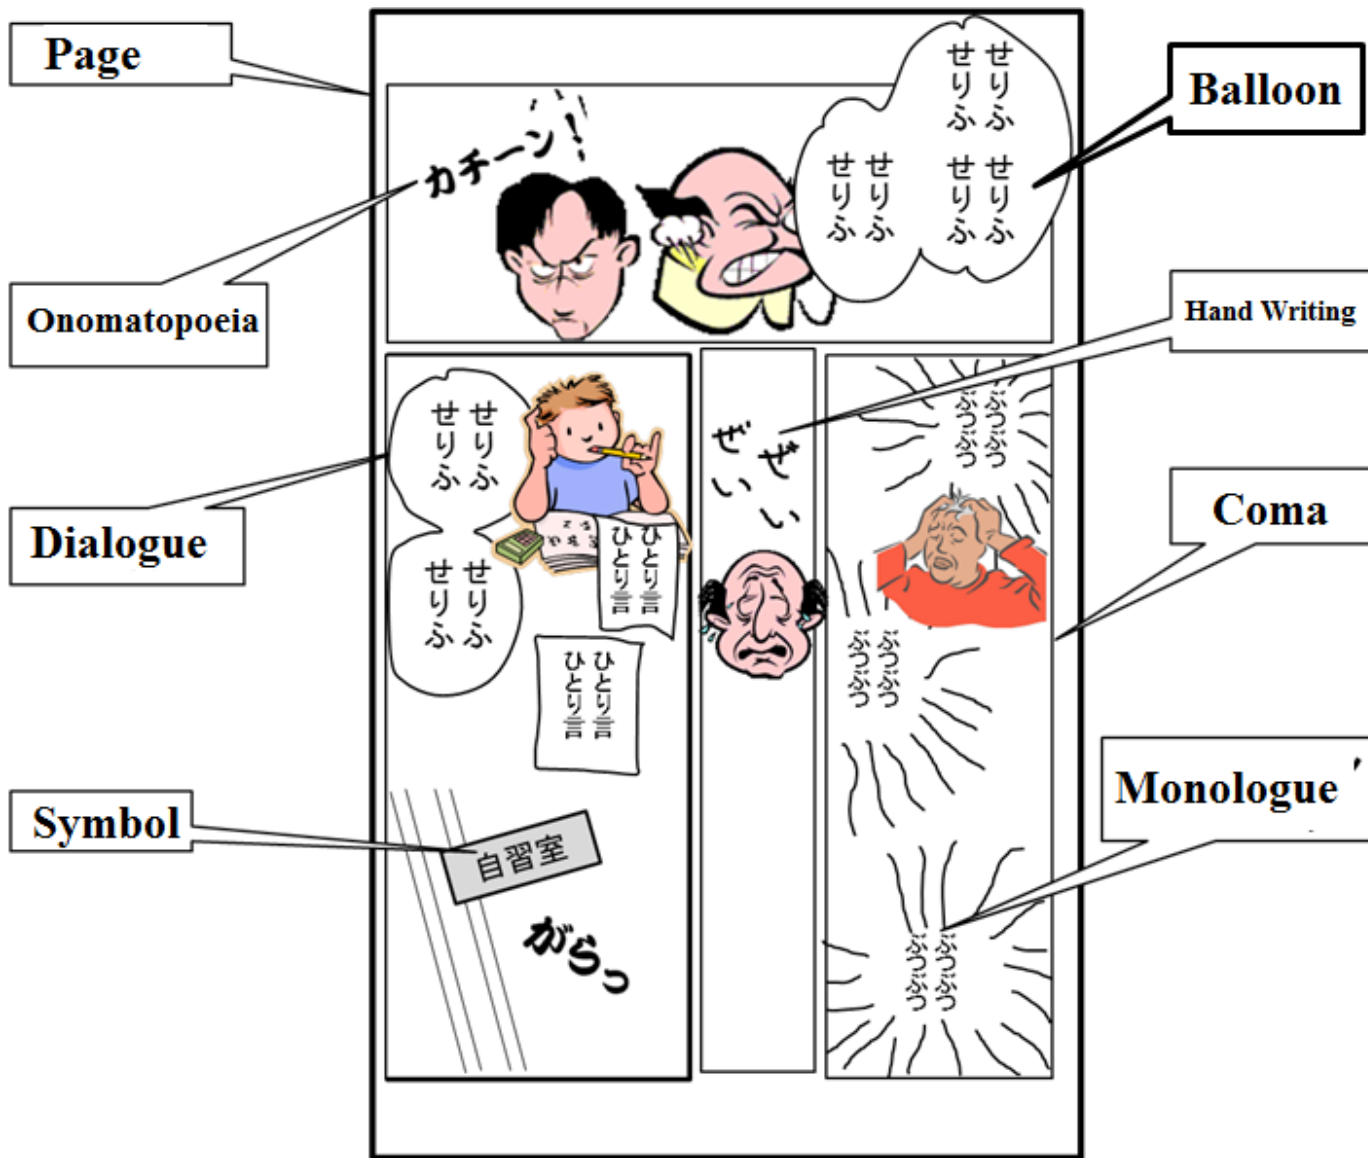 Page
Balloon
せりふ
せりふ
せりふ
せりふ
せりふ
せりふ
カチーン!
Onomatopoeia
Hand Writing
ぶつぶつ
ぶつぶつ
ぜい
ぜい
せりふ
せりふ
Dialogue
Coma
ひとり言
ひとり言
せりふ
せりふ
ぶつぶつ
ぶつぶつ
ひとり言
ひとり言
Monologue ′
Symbol
自習室
がらっ
ぶつぶつ
ぶつぶつ